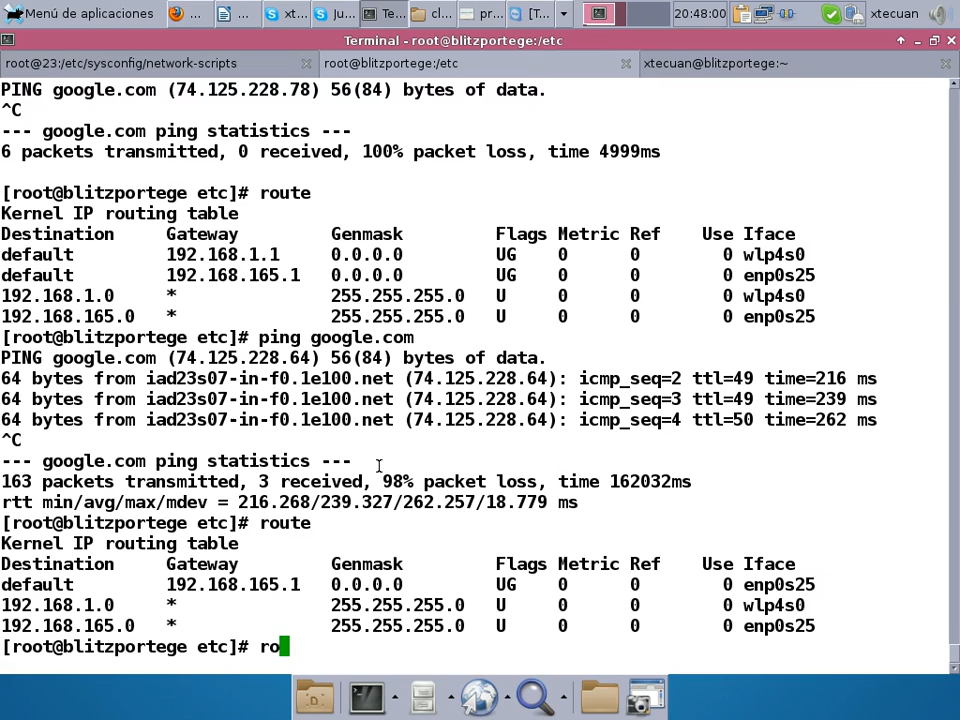 Menú de aplicaciones ... ... xt... Ju... Te... cl... pr... [T... 20:48:00 xtecuan
Terminal - root@blitzportege:/etc
root@23:/etc/sysconfig/network-scripts root@blitzportege:/etc xtecuan@blitzportege:~
PING google.com (74.125.228.78) 56(84) bytes of data.
^C
--- google.com ping statistics ---
6 packets transmitted, 0 received, 100% packet loss, time 4999ms
[root@blitzportege etc]# route
Kernel IP routing table
Destination Gateway Genmask Flags Metric Ref Use Iface
default 192.168.1.1 0.0.0.0 UG 0 0 0 wlp4s0
default 192.168.165.1 0.0.0.0 UG 0 0 0 enp0s25
192.168.1.0 * 255.255.255.0 U 0 0 0 wlp4s0
192.168.165.0 * 255.255.255.0 U 0 0 0 enp0s25
[root@blitzportege etc]# ping google.com
PING google.com (74.125.228.64) 56(84) bytes of data.
64 bytes from iad23s07-in-f0.1e100.net (74.125.228.64): icmp_seq=2 ttl=49 time=216 ms
64 bytes from iad23s07-in-f0.1e100.net (74.125.228.64): icmp_seq=3 ttl=49 time=239 ms
64 bytes from iad23s07-in-f0.1e100.net (74.125.228.64): icmp_seq=4 ttl=50 time=262 ms
^C
--- google.com ping statistics ---
163 packets transmitted, 3 received, 98% packet loss, time 162032ms
rtt min/avg/max/mdev = 216.268/239.327/262.257/18.779 ms
[root@blitzportege etc]# route
Kernel IP routing table
Destination Gateway Genmask Flags Metric Ref Use Iface
default 192.168.165.1 0.0.0.0 UG 0 0 0 enp0s25
192.168.1.0 * 255.255.255.0 U 0 0 0 wlp4s0
192.168.165.0 * 255.255.255.0 U 0 0 0 enp0s25
[root@blitzportege etc]# ro